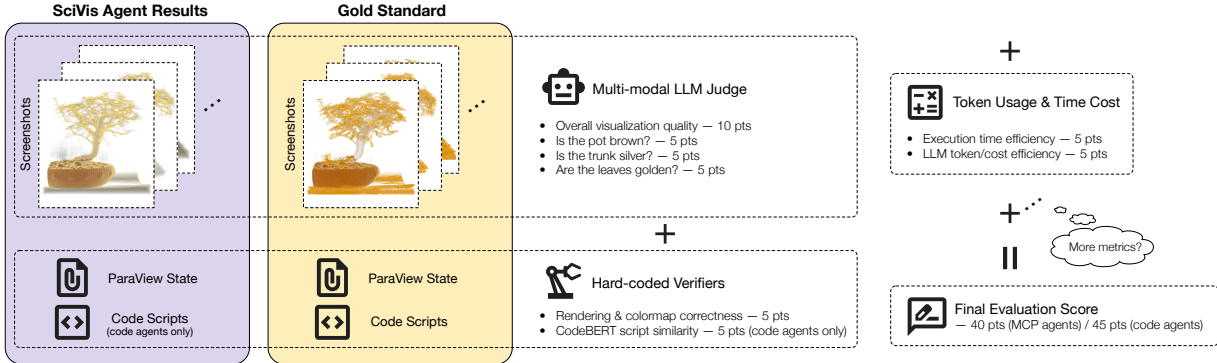 SciVis Agent Results
Gold Standard
Screenshots
Screenshots
Multi-modal LLM Judge
• Overall visualization quality — 10 pts
• Is the pot brown? — 5 pts
• Is the trunk silver? — 5 pts
• Are the leaves golden? — 5 pts
+
ParaView State
Code Scripts
(code agents only)
ParaView State
Code Scripts
Hard-coded Verifiers
• Rendering & colormap correctness — 5 pts
• CodeBERT script similarity — 5 pts (code agents only)
+
Token Usage & Time Cost
• Execution time efficiency — 5 pts
• LLM token/cost efficiency — 5 pts
+ ...
More metrics?
=
Final Evaluation Score
— 40 pts (MCP agents) / 45 pts (code agents)